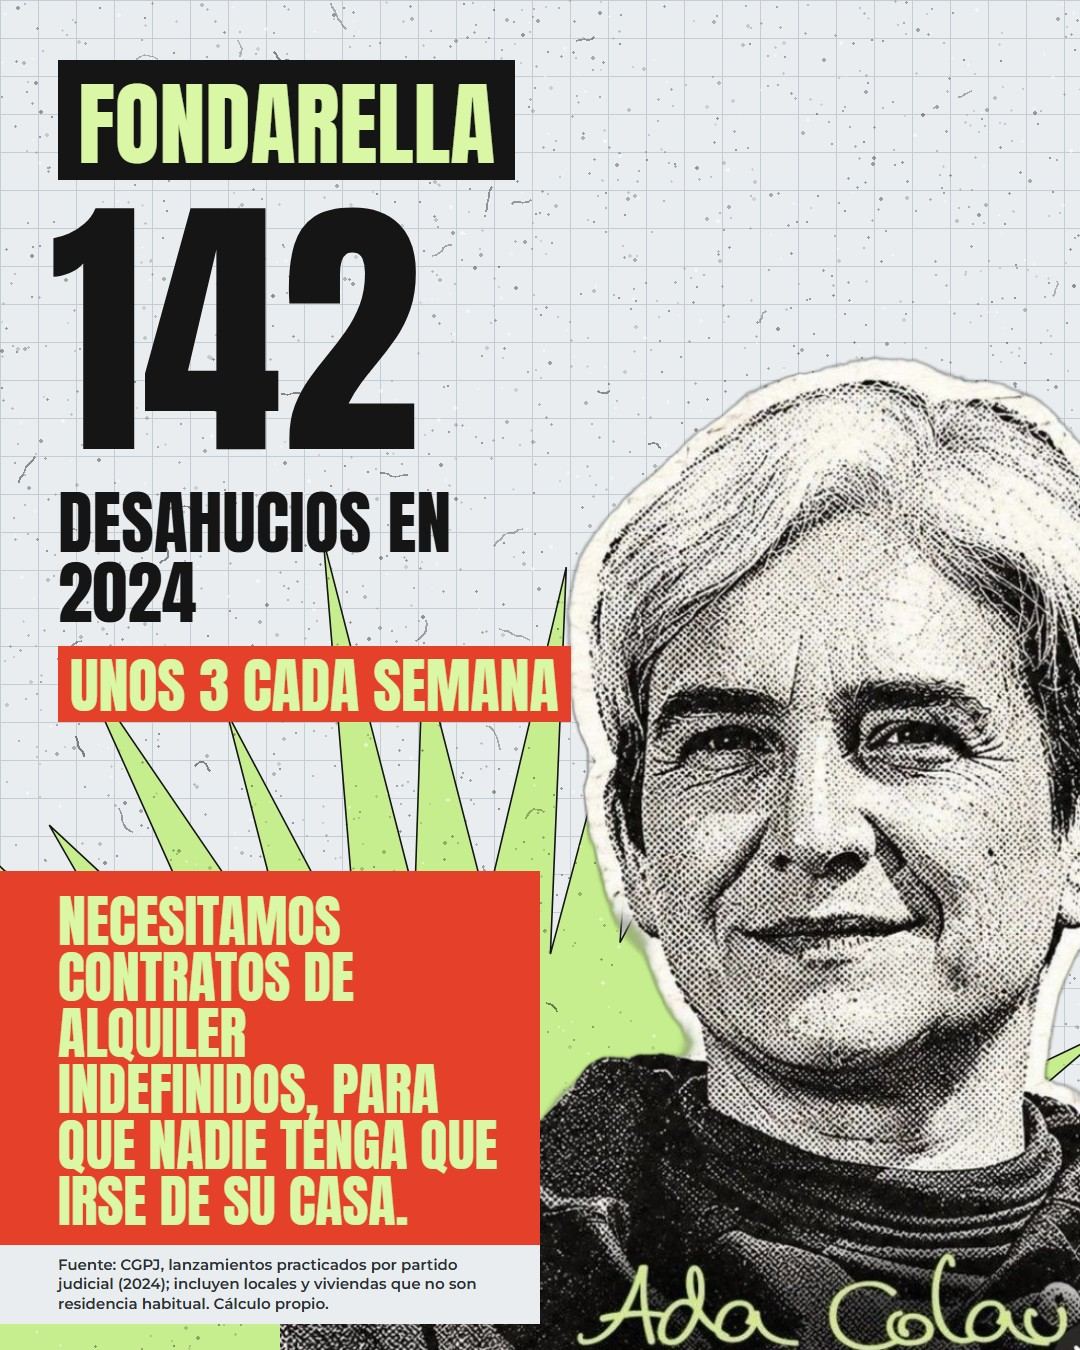 FONDARELLA
142
DESAHUCIOS EN
2024
UNOS 3 CADA SEMANA
NECESITAMOS
CONTRATOS DE
ALQUILER
INDEFINIDOS, PARA
QUE NADIE TENGA QUE
IRSE DE SU CASA.
Fuente: CGPJ, lanzamientos practicados por partido
judicial (2024); incluyen locales y viviendas que no son
residencia habitual. Cálculo propio.
Ada Colau